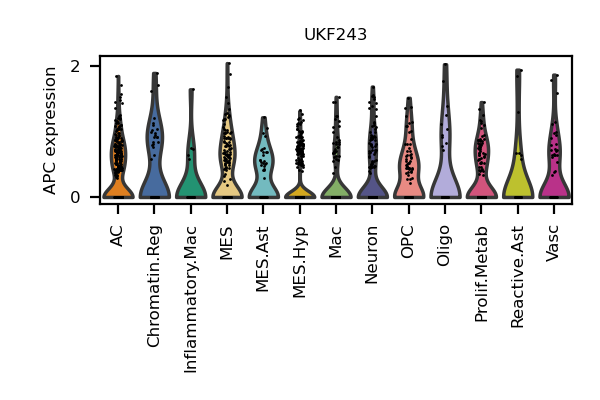 UKF243
APC expression
2
0
AC
Chromatin.Reg
Inflammatory.Mac
MES
MES.Ast
MES.Hyp
Mac
Neuron
OPC
Oligo
Prolif.Metab
Reactive.Ast
Vasc